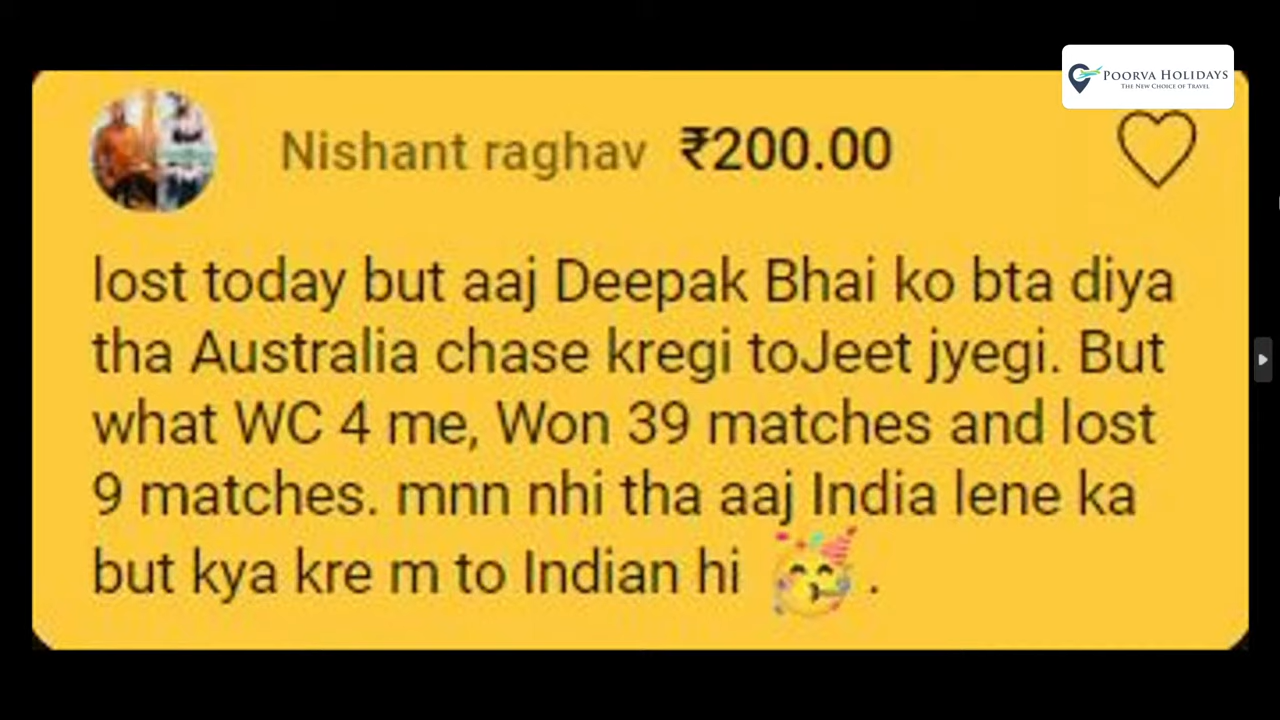 POORVA HOLIDAYS
THE NEW CHOICE OF TRAVEL
Nishant raghav ₹200.00
lost today but aaj Deepak Bhai ko bta diya
tha Australia chase kregi toJeet jyegi. But
what WC 4 me, Won 39 matches and lost
9 matches. mnn nhi tha aaj India lene ka
but kya kre m to Indian hi 🥳.